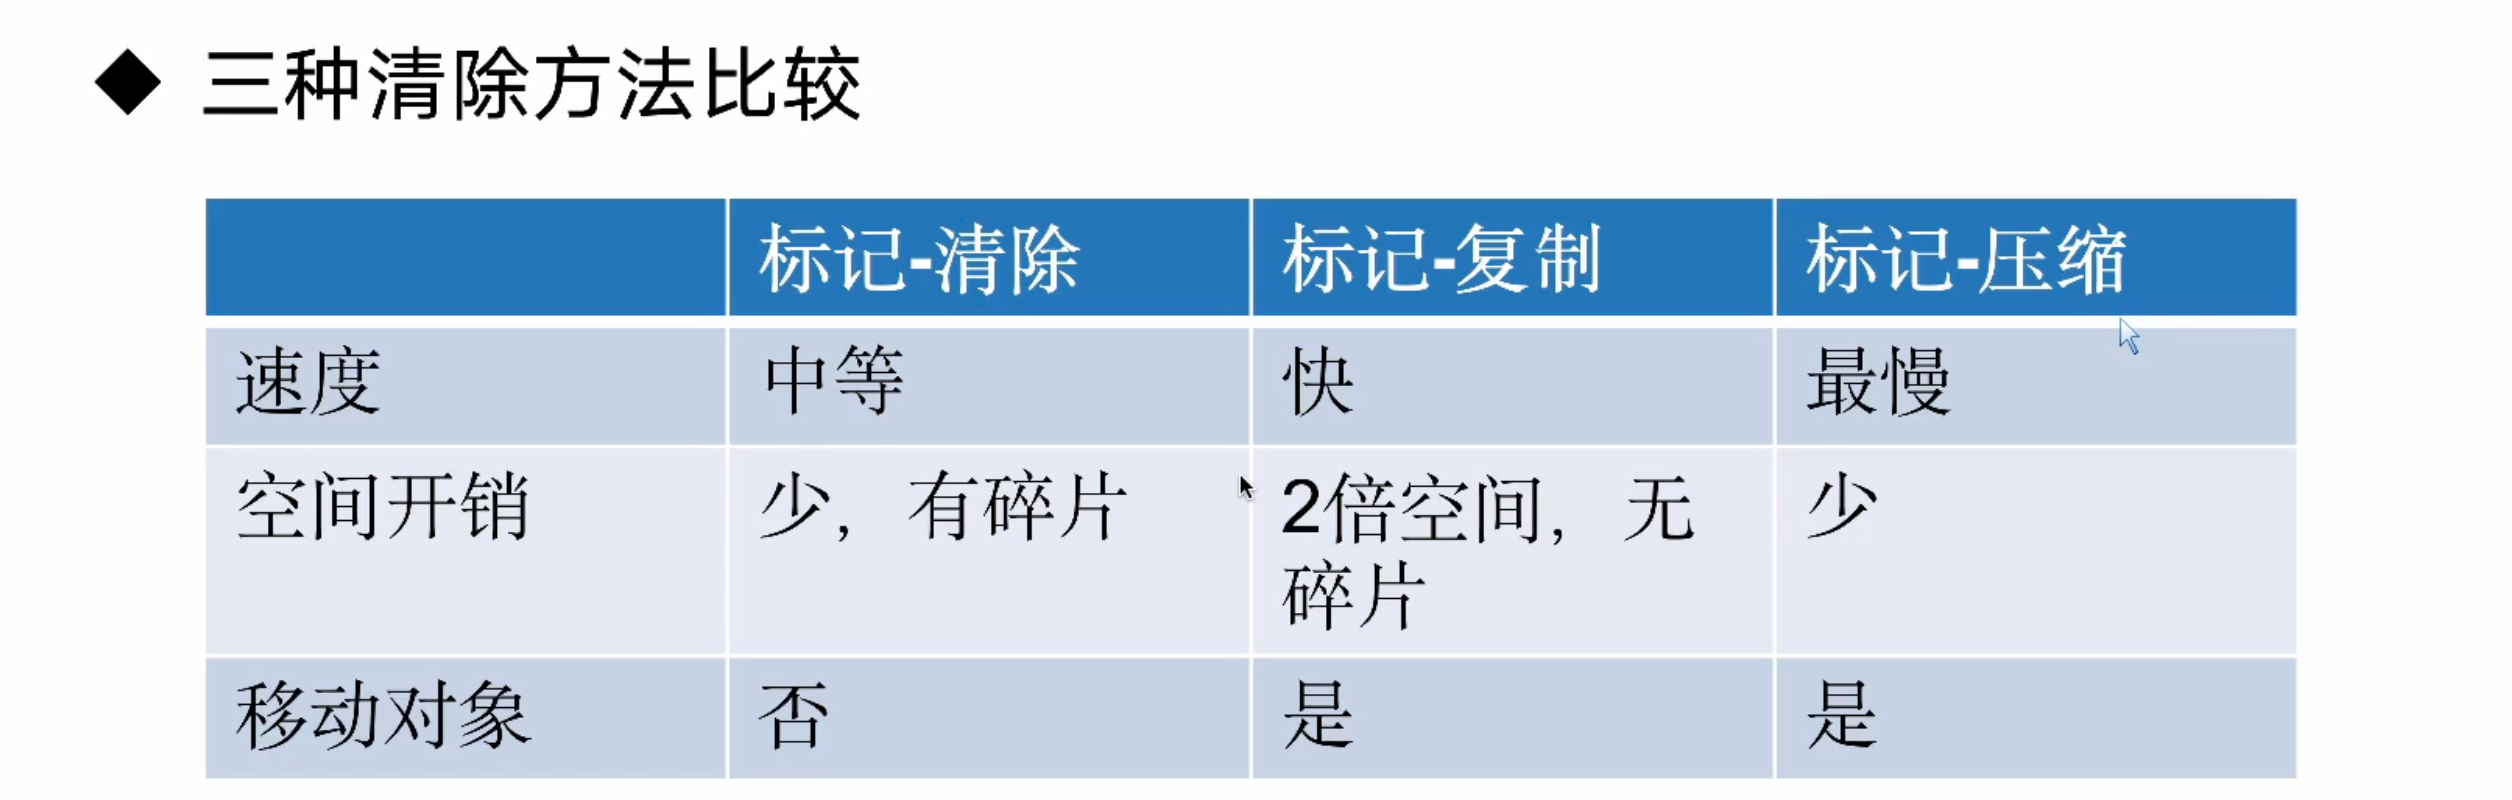 三种清除方法比较
标记-清除 标记-复制 标记-压缩
速度 中等 快 最慢
空间开销 少， 有碎片 2倍空间， 无 少
碎片
移动对象 否 是 是